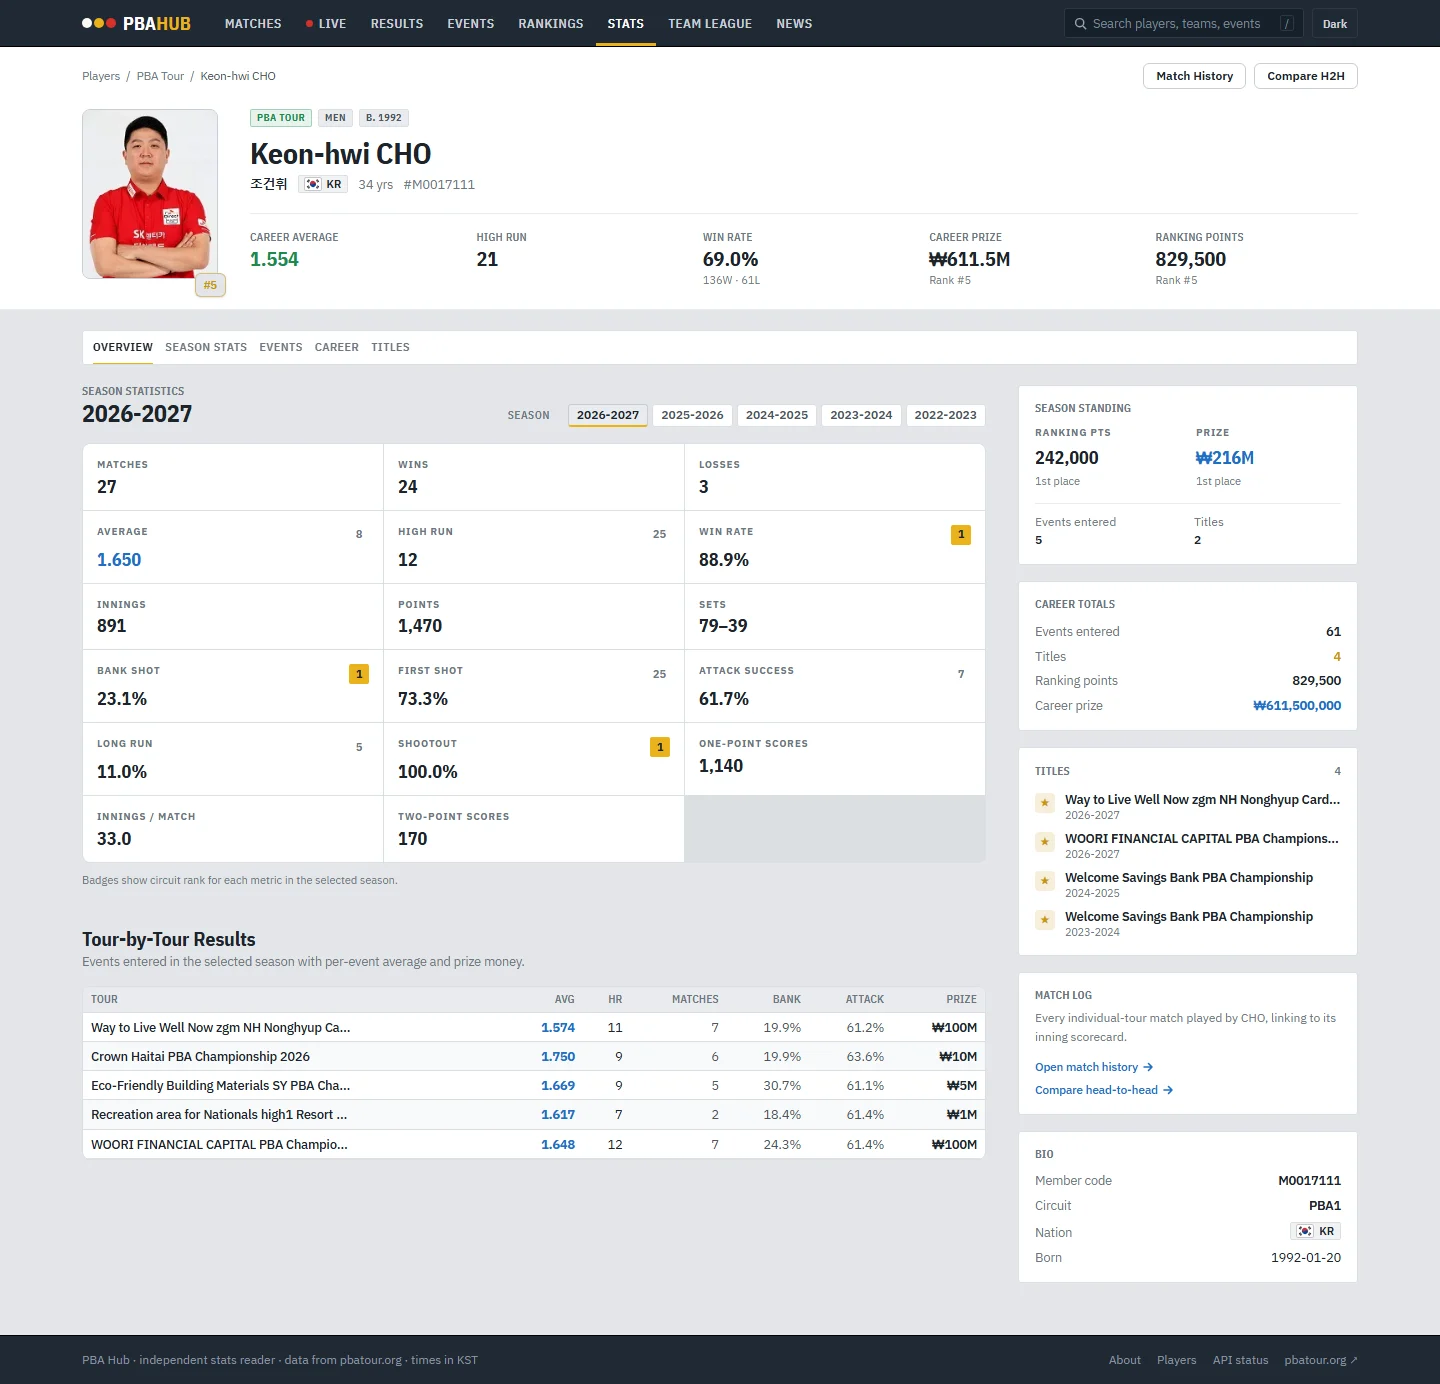 PBAHUB MATCHES LIVE RESULTS EVENTS RANKINGS STATS TEAM LEAGUE NEWS Search players, teams, events / Dark
Players / PBA Tour / Keon-hwi CHO Match History Compare H2H
PBA TOUR MEN B. 1992
Keon-hwi CHO
조건휘 KR 34 yrs #M0017111
CAREER AVERAGE HIGH RUN WIN RATE CAREER PRIZE RANKING POINTS
1.554 21 69.0% ₩611.5M 829,500
136W · 61L Rank #5 Rank #5
#5
OVERVIEW SEASON STATS EVENTS CAREER TITLES
SEASON STATISTICS
2026-2027 SEASON 2026-2027 2025-2026 2024-2025 2023-2024 2022-2023
MATCHES WINS LOSSES
27 24 3
AVERAGE 8 HIGH RUN 25 WIN RATE 1
1.650 12 88.9%
INNINGS POINTS SETS
891 1,470 79–39
BANK SHOT 1 FIRST SHOT 25 ATTACK SUCCESS 7
23.1% 73.3% 61.7%
LONG RUN 5 SHOOTOUT 1 ONE-POINT SCORES
11.0% 100.0% 1,140
INNINGS / MATCH TWO-POINT SCORES
33.0 170
Badges show circuit rank for each metric in the selected season.
Tour-by-Tour Results
Events entered in the selected season with per-event average and prize money.
TOUR AVG HR MATCHES BANK ATTACK PRIZE
Way to Live Well Now zgm NH Nonghyup Ca... 1.574 11 7 19.9% 61.2% ₩100M
Crown Haitai PBA Championship 2026 1.750 9 6 19.9% 63.6% ₩10M
Eco-Friendly Building Materials SY PBA Cha... 1.669 9 5 30.7% 61.1% ₩5M
Recreation area for Nationals high1 Resort ... 1.617 7 2 18.4% 61.4% ₩1M
WOORI FINANCIAL CAPITAL PBA Champio... 1.648 12 7 24.3% 61.4% ₩100M
SEASON STANDING
RANKING PTS PRIZE
242,000 ₩216M
1st place 1st place
Events entered Titles
5 2
CAREER TOTALS
Events entered 61
Titles 4
Ranking points 829,500
Career prize ₩611,500,000
TITLES 4
Way to Live Well Now zgm NH Nonghyup Card...
2026-2027
WOORI FINANCIAL CAPITAL PBA Champions...
2026-2027
Welcome Savings Bank PBA Championship
2024-2025
Welcome Savings Bank PBA Championship
2023-2024
MATCH LOG
Every individual-tour match played by CHO, linking to its
inning scorecard.
Open match history →
Compare head-to-head →
BIO
Member code M0017111
Circuit PBA1
Nation KR
Born 1992-01-20
PBA Hub · independent stats reader · data from pbatour.org · times in KST About Players API status pbatour.org ↗